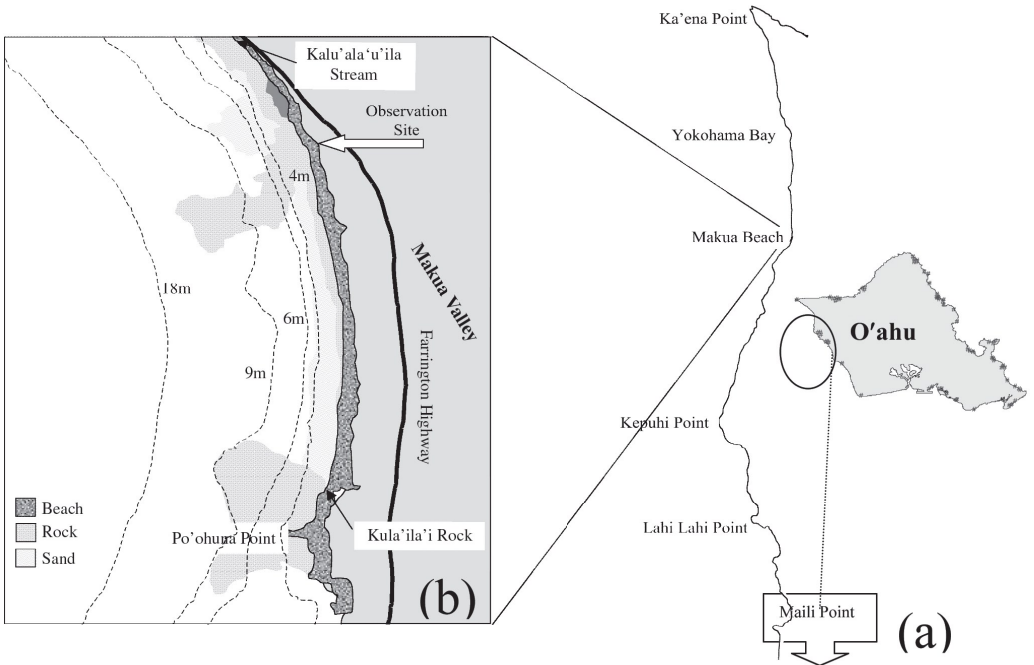 Kalu'ala'u'ila
Stream
Observation
Site
4m
18m
6m
9m
Makua Valley
Farrington Highway
Beach
Rock
Sand
Po'ohuna Point
Kula'ila'i Rock
(b)
Ka'ena Point
Yokohama Bay
Makua Beach
O'ahu
Kepuhi Point
Lahi Lahi Point
Maili Point
(a)